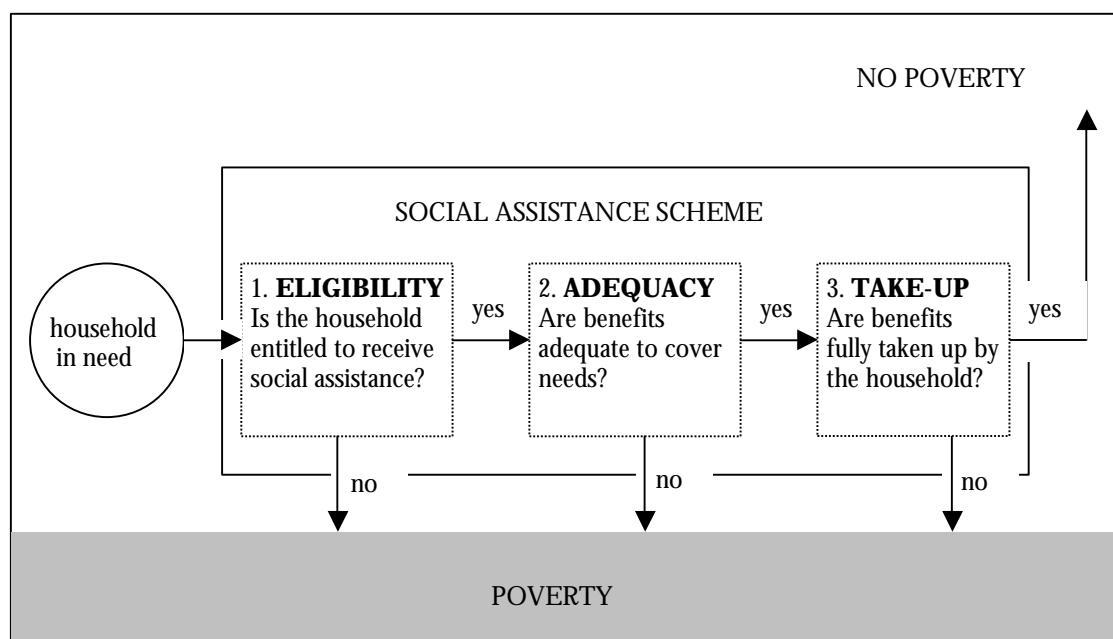 NO POVERTY
SOCIAL ASSISTANCE SCHEME
household
in need
1. ELIGIBILITY
Is the household
entitled to receive
social assistance?
yes
2. ADEQUACY
Are benefits
adequate to cover
needs?
yes
3. TAKE-UP
Are benefits
fully taken up by
the household?
yes
no
no
no
POVERTY